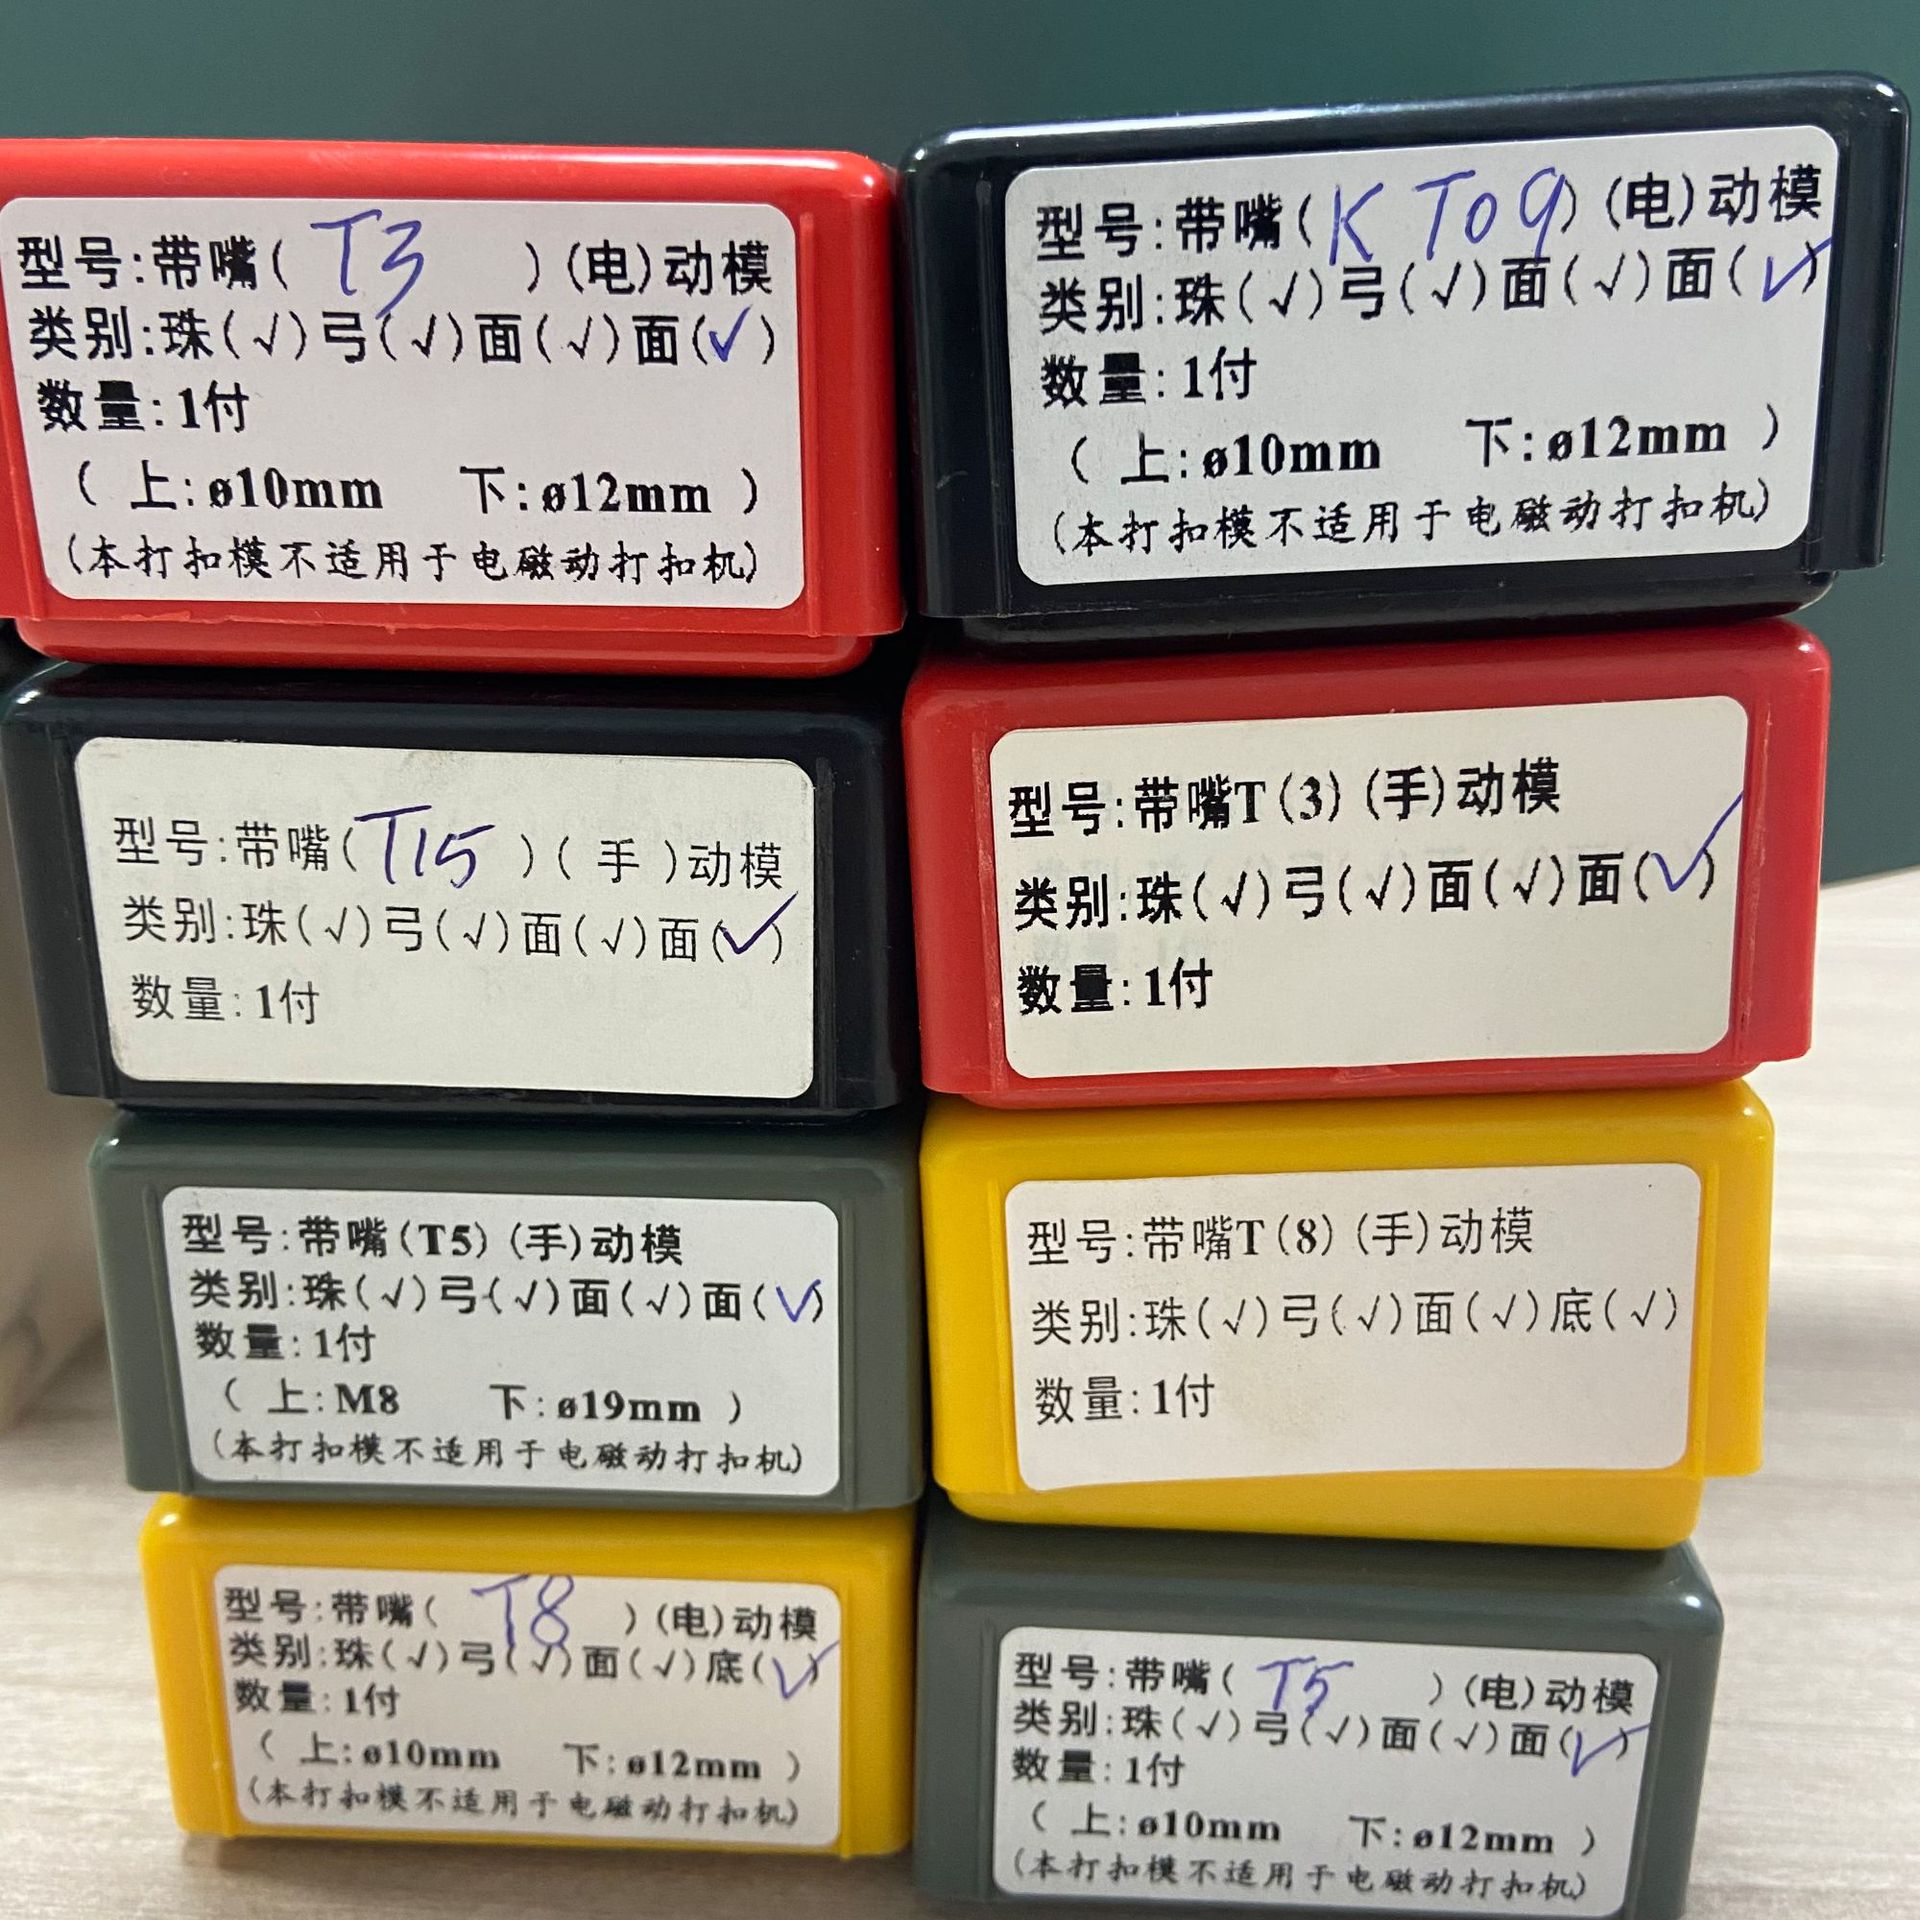 型号:带嘴( T3 )(电)动模
类别:珠(√)弓(√)面(√)面(√)
数量:1付
( 上:ø10mm 下:ø12mm )
(本打扣模不适用于电磁动打扣机)
型号:带嘴(KT09)(电)动模
类别:珠(√)弓(√)面(√)面(√)
数量:1付
( 上:ø10mm 下:ø12mm )
(本打扣模不适用于电磁动打扣机)
型号:带嘴(T15)( 手 )动模
类别:珠(√)弓(√)面(√)面(√)
数量:1付
型号:带嘴T(3)(手)动模
类别:珠(√)弓(√)面(√)面(√)
数量:1付
型号:带嘴(T5)(手)动模
类别:珠(√)弓(√)面(√)面(√)
数量:1付
( 上:M8 下:ø19mm )
(本打扣模不适用于电磁动打扣机)
型号:带嘴T(8)(手)动模
类别:珠(√)弓(√)面(√)底(√)
数量:1付
型号:带嘴( T8 )(电)动模
类别:珠(√)弓(√)面(√)底(√)
数量:1付
( 上:ø10mm 下:ø12mm )
(本打扣模不适用于电磁动打扣机)
型号:带嘴( T5 )(电)动模
类别:珠(√)弓(√)面(√)面(√)
数量:1付
( 上:ø10mm 下:ø12mm )
(本打扣模不适用于电磁动打扣机)